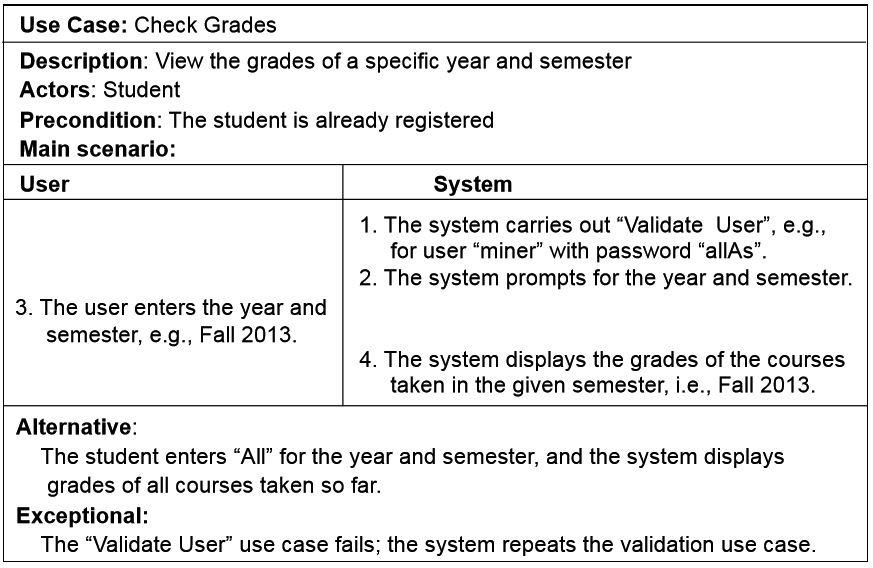 Use Case: Check Grades
Description: View the grades of a specific year and semester
Actors: Student
Precondition: The student is already registered
Main scenario:
User
System
1. The system carries out “Validate User”, e.g.,
for user “miner” with password “allAs”.
2. The system prompts for the year and semester.
3. The user enters the year and
semester, e.g., Fall 2013.
4. The system displays the grades of the courses
taken in the given semester, i.e., Fall 2013.
Alternative:
The student enters “All” for the year and semester, and the system displays
grades of all courses taken so far.
Exceptional:
The “Validate User” use case fails; the system repeats the validation use case.